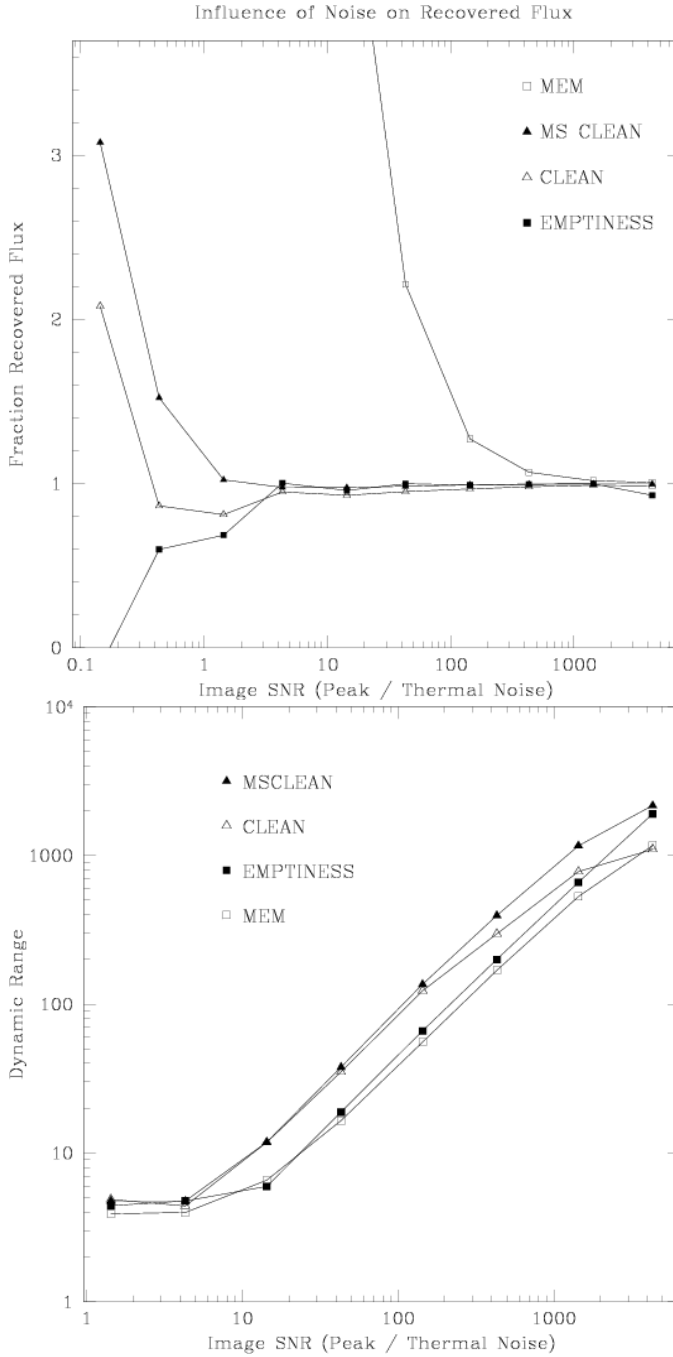 Influence of Noise on Recovered Flux
MEM
MS CLEAN
CLEAN
EMPTINESS
Fraction Recovered Flux
3
2
1
0
0.1 1 10 100 1000
Image SNR (Peak / Thermal Noise)
10⁴
1000
100
10
1
Dynamic Range
MSCLEAN
CLEAN
EMPTINESS
MEM
1 10 100 1000
Image SNR (Peak / Thermal Noise)